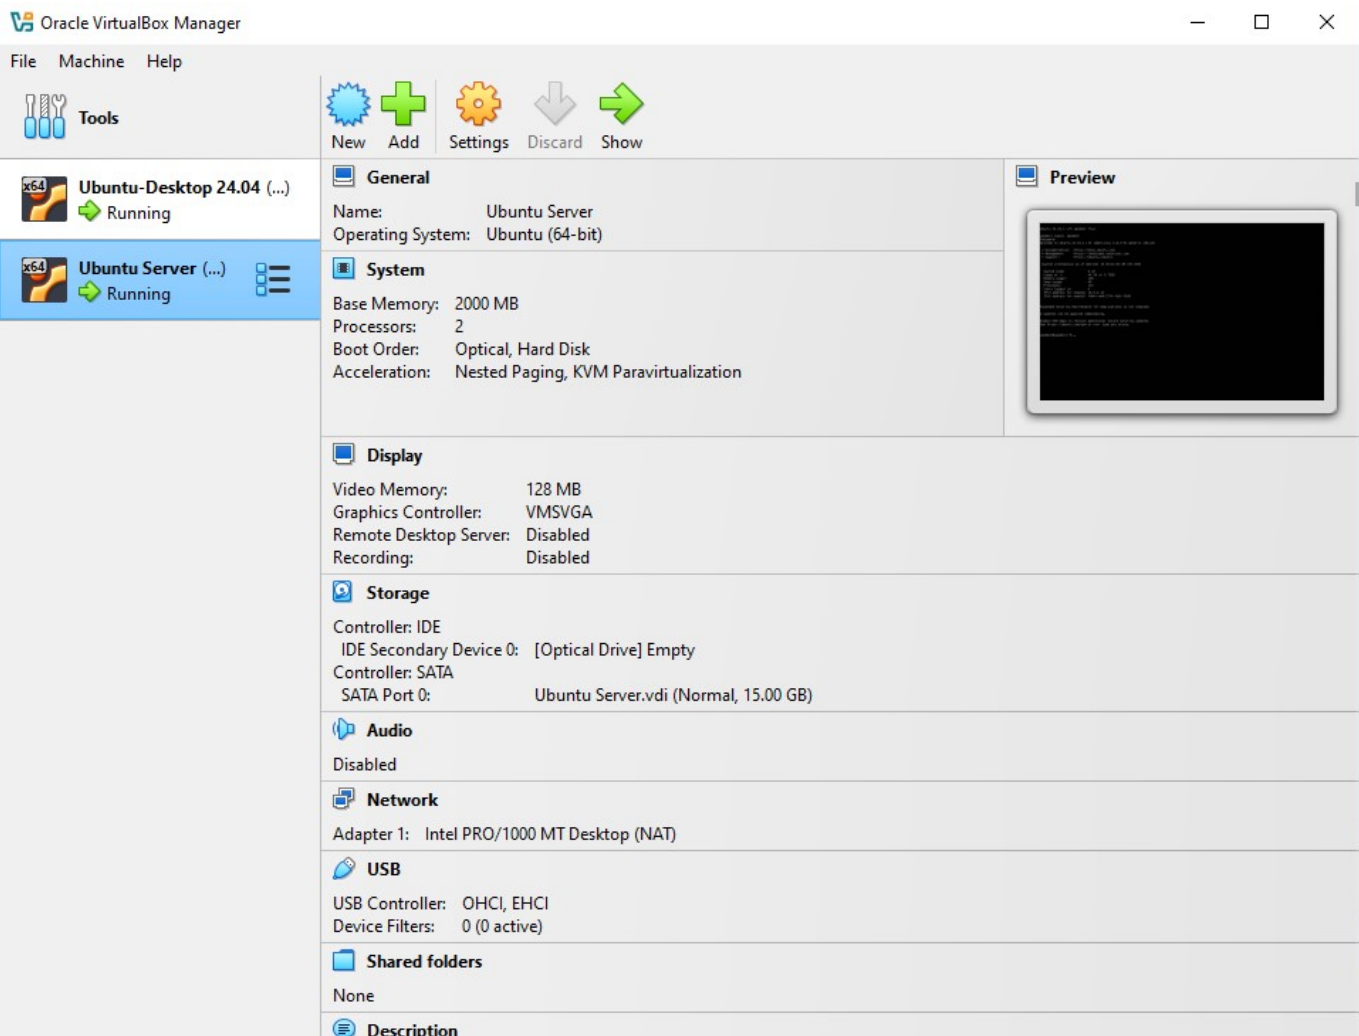 Oracle VirtualBox Manager
File Machine Help
Tools
New Add Settings Discard Show
x64
Ubuntu-Desktop 24.04 (...)
Running
x64
Ubuntu Server (...)
Running
General
Name: Ubuntu Server
Operating System: Ubuntu (64-bit)
Preview
System
Base Memory: 2000 MB
Processors: 2
Boot Order: Optical, Hard Disk
Acceleration: Nested Paging, KVM Paravirtualization
Display
Video Memory: 128 MB
Graphics Controller: VMSVGA
Remote Desktop Server: Disabled
Recording: Disabled
Storage
Controller: IDE
IDE Secondary Device 0: [Optical Drive] Empty
Controller: SATA
SATA Port 0: Ubuntu Server.vdi (Normal, 15.00 GB)
Audio
Disabled
Network
Adapter 1: Intel PRO/1000 MT Desktop (NAT)
USB
USB Controller: OHCI, EHCI
Device Filters: 0 (0 active)
Shared folders
None
Description